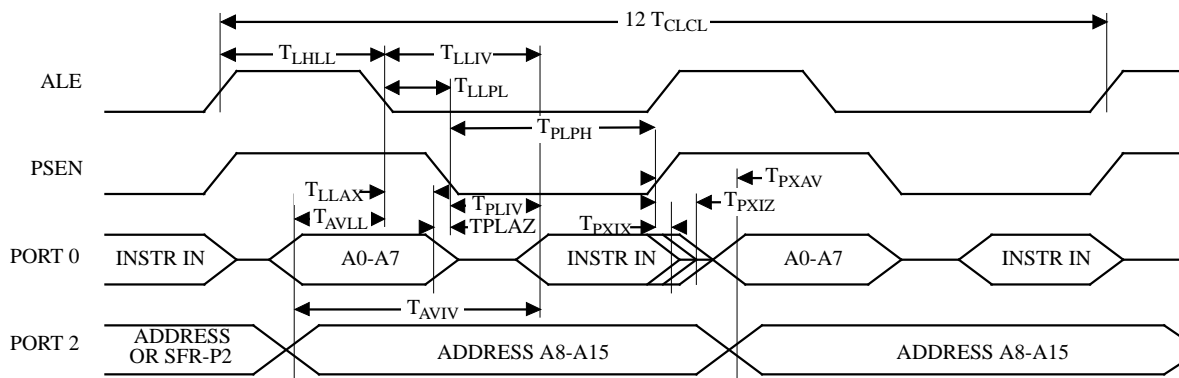 12 TCLCL
TLHLL TLLIV
ALE
TLLPL
TPLPH
PSEN
TLLAX TPXAV
TPLIV TPXIZ
TAVLL TPLAZ TPXIX
PORT 0 INSTR IN A0-A7 INSTR IN A0-A7 INSTR IN
TAVIV
PORT 2 ADDRESS
OR SFR-P2 ADDRESS A8-A15 ADDRESS A8-A15